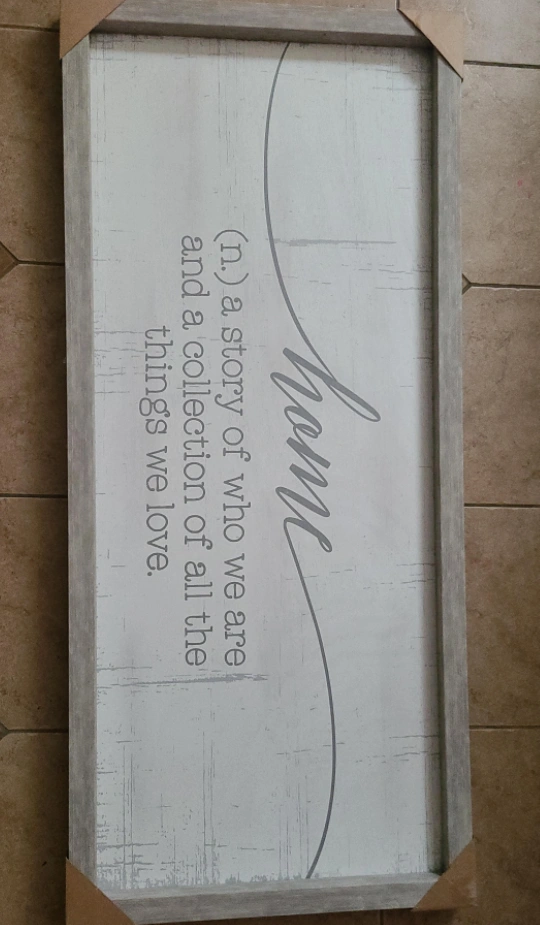 home
(n.) a story of who we are
and a collection of all the
things we love.